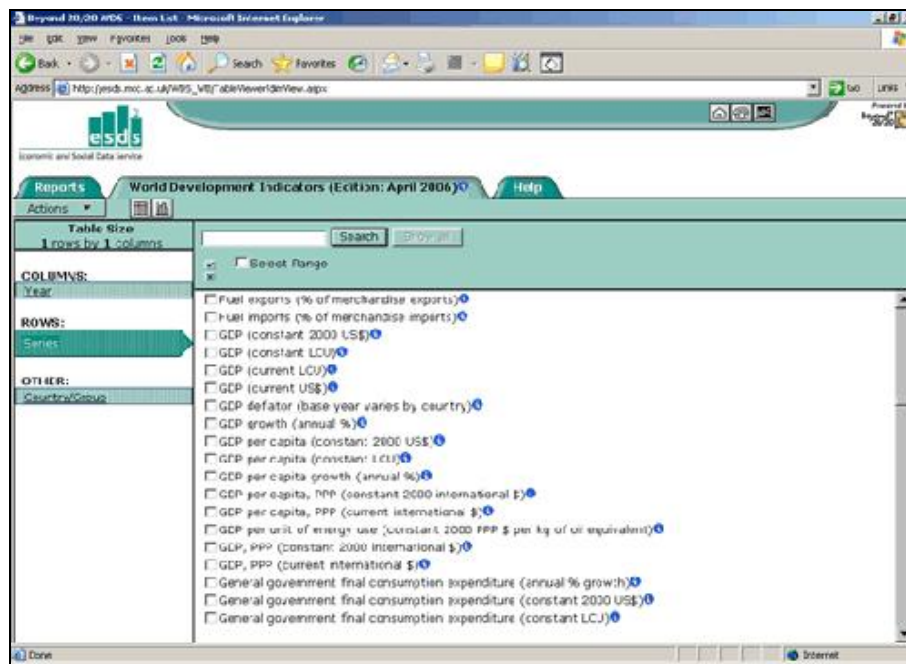 Beyond 20/20 WDS - Item List - Microsoft Internet Explorer
File Edit View Favorites Tools Help
Back Search Favorites
Address http://esds.mcc.ac.uk/WDS_WB/TableViewer/dimView.aspx Go Links
esds
Economic and Social Data Service
Powered by
Beyond 20/20
Reports World Development Indicators (Edition: April 2006) Help
Actions
Table Size
1 rows by 1 columns
Search Show all
Select Range
COLUMNS:
Year
ROWS:
Series
OTHER:
Country/Group
Fuel exports (% of merchandise exports)
Fuel imports (% of merchandise imports)
GDP (constant 2000 US$)
GDP (constant LCU)
GDP (current LCU)
GDP (current US$)
GDP deflator (base year varies by country)
GDP growth (annual %)
GDP per capita (constant 2000 US$)
GDP per capita (constant LCU)
GDP per capita growth (annual %)
GDP per capita, PPP (constant 2000 international $)
GDP per capita, PPP (current international $)
GDP per unit of energy use (constant 2000 PPP $ per kg of oil equivalent)
GDP, PPP (constant 2000 international $)
GDP, PPP (current international $)
General government final consumption expenditure (annual % growth)
General government final consumption expenditure (constant 2000 US$)
General government final consumption expenditure (constant LCU)
Done Internet